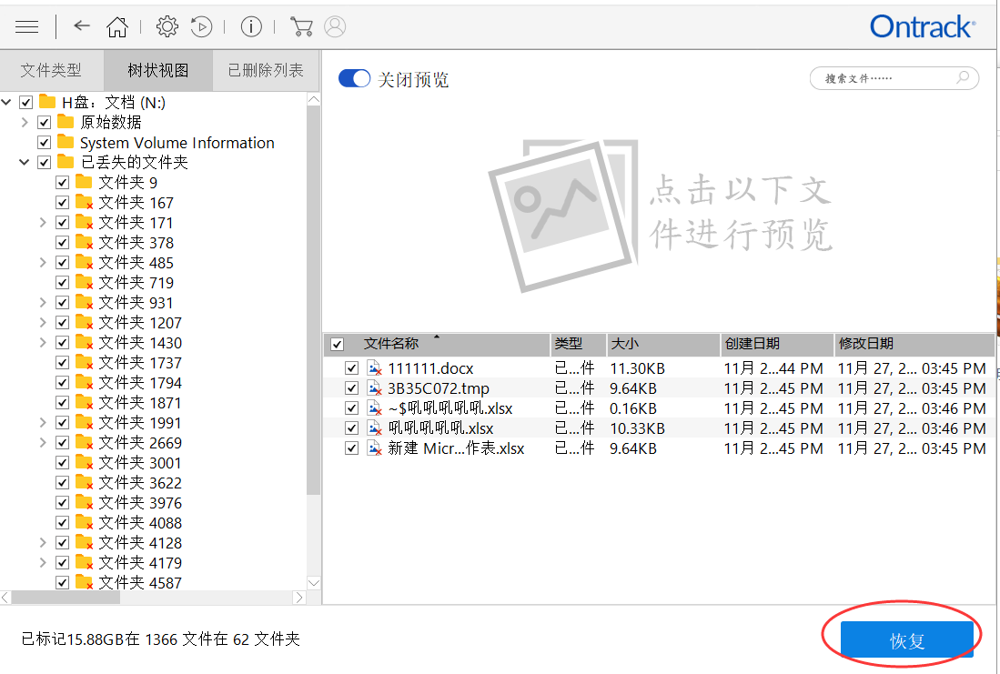 Ontrack
文件类型
树状视图
已删除列表
关闭预览
搜索文件……
H盘：文档 (N:)
原始数据
System Volume Information
已丢失的文件夹
文件夹 9
文件夹 167
文件夹 171
文件夹 378
文件夹 485
文件夹 719
文件夹 931
文件夹 1207
文件夹 1430
文件夹 1737
文件夹 1794
文件夹 1871
文件夹 1991
文件夹 2669
文件夹 3001
文件夹 3622
文件夹 3976
文件夹 4088
文件夹 4128
文件夹 4179
文件夹 4587
点击以下文
件进行预览
文件名称 类型 大小 创建日期 修改日期
111111.docx 已...件 11.30KB 11月 2...44 PM 11月 27, 2... 03:45 PM
3B35C072.tmp 已...件 9.64KB 11月 2...45 PM 11月 27, 2... 03:45 PM
~$吼吼吼吼吼.xlsx 已...件 0.16KB 11月 2...45 PM 11月 27, 2... 03:46 PM
吼吼吼吼吼.xlsx 已...件 10.33KB 11月 2...45 PM 11月 27, 2... 03:46 PM
新建 Micr...作表.xlsx 已...件 9.64KB 11月 2...45 PM 11月 27, 2... 03:45 PM
已标记15.88GB在 1366 文件在 62 文件夹
恢复